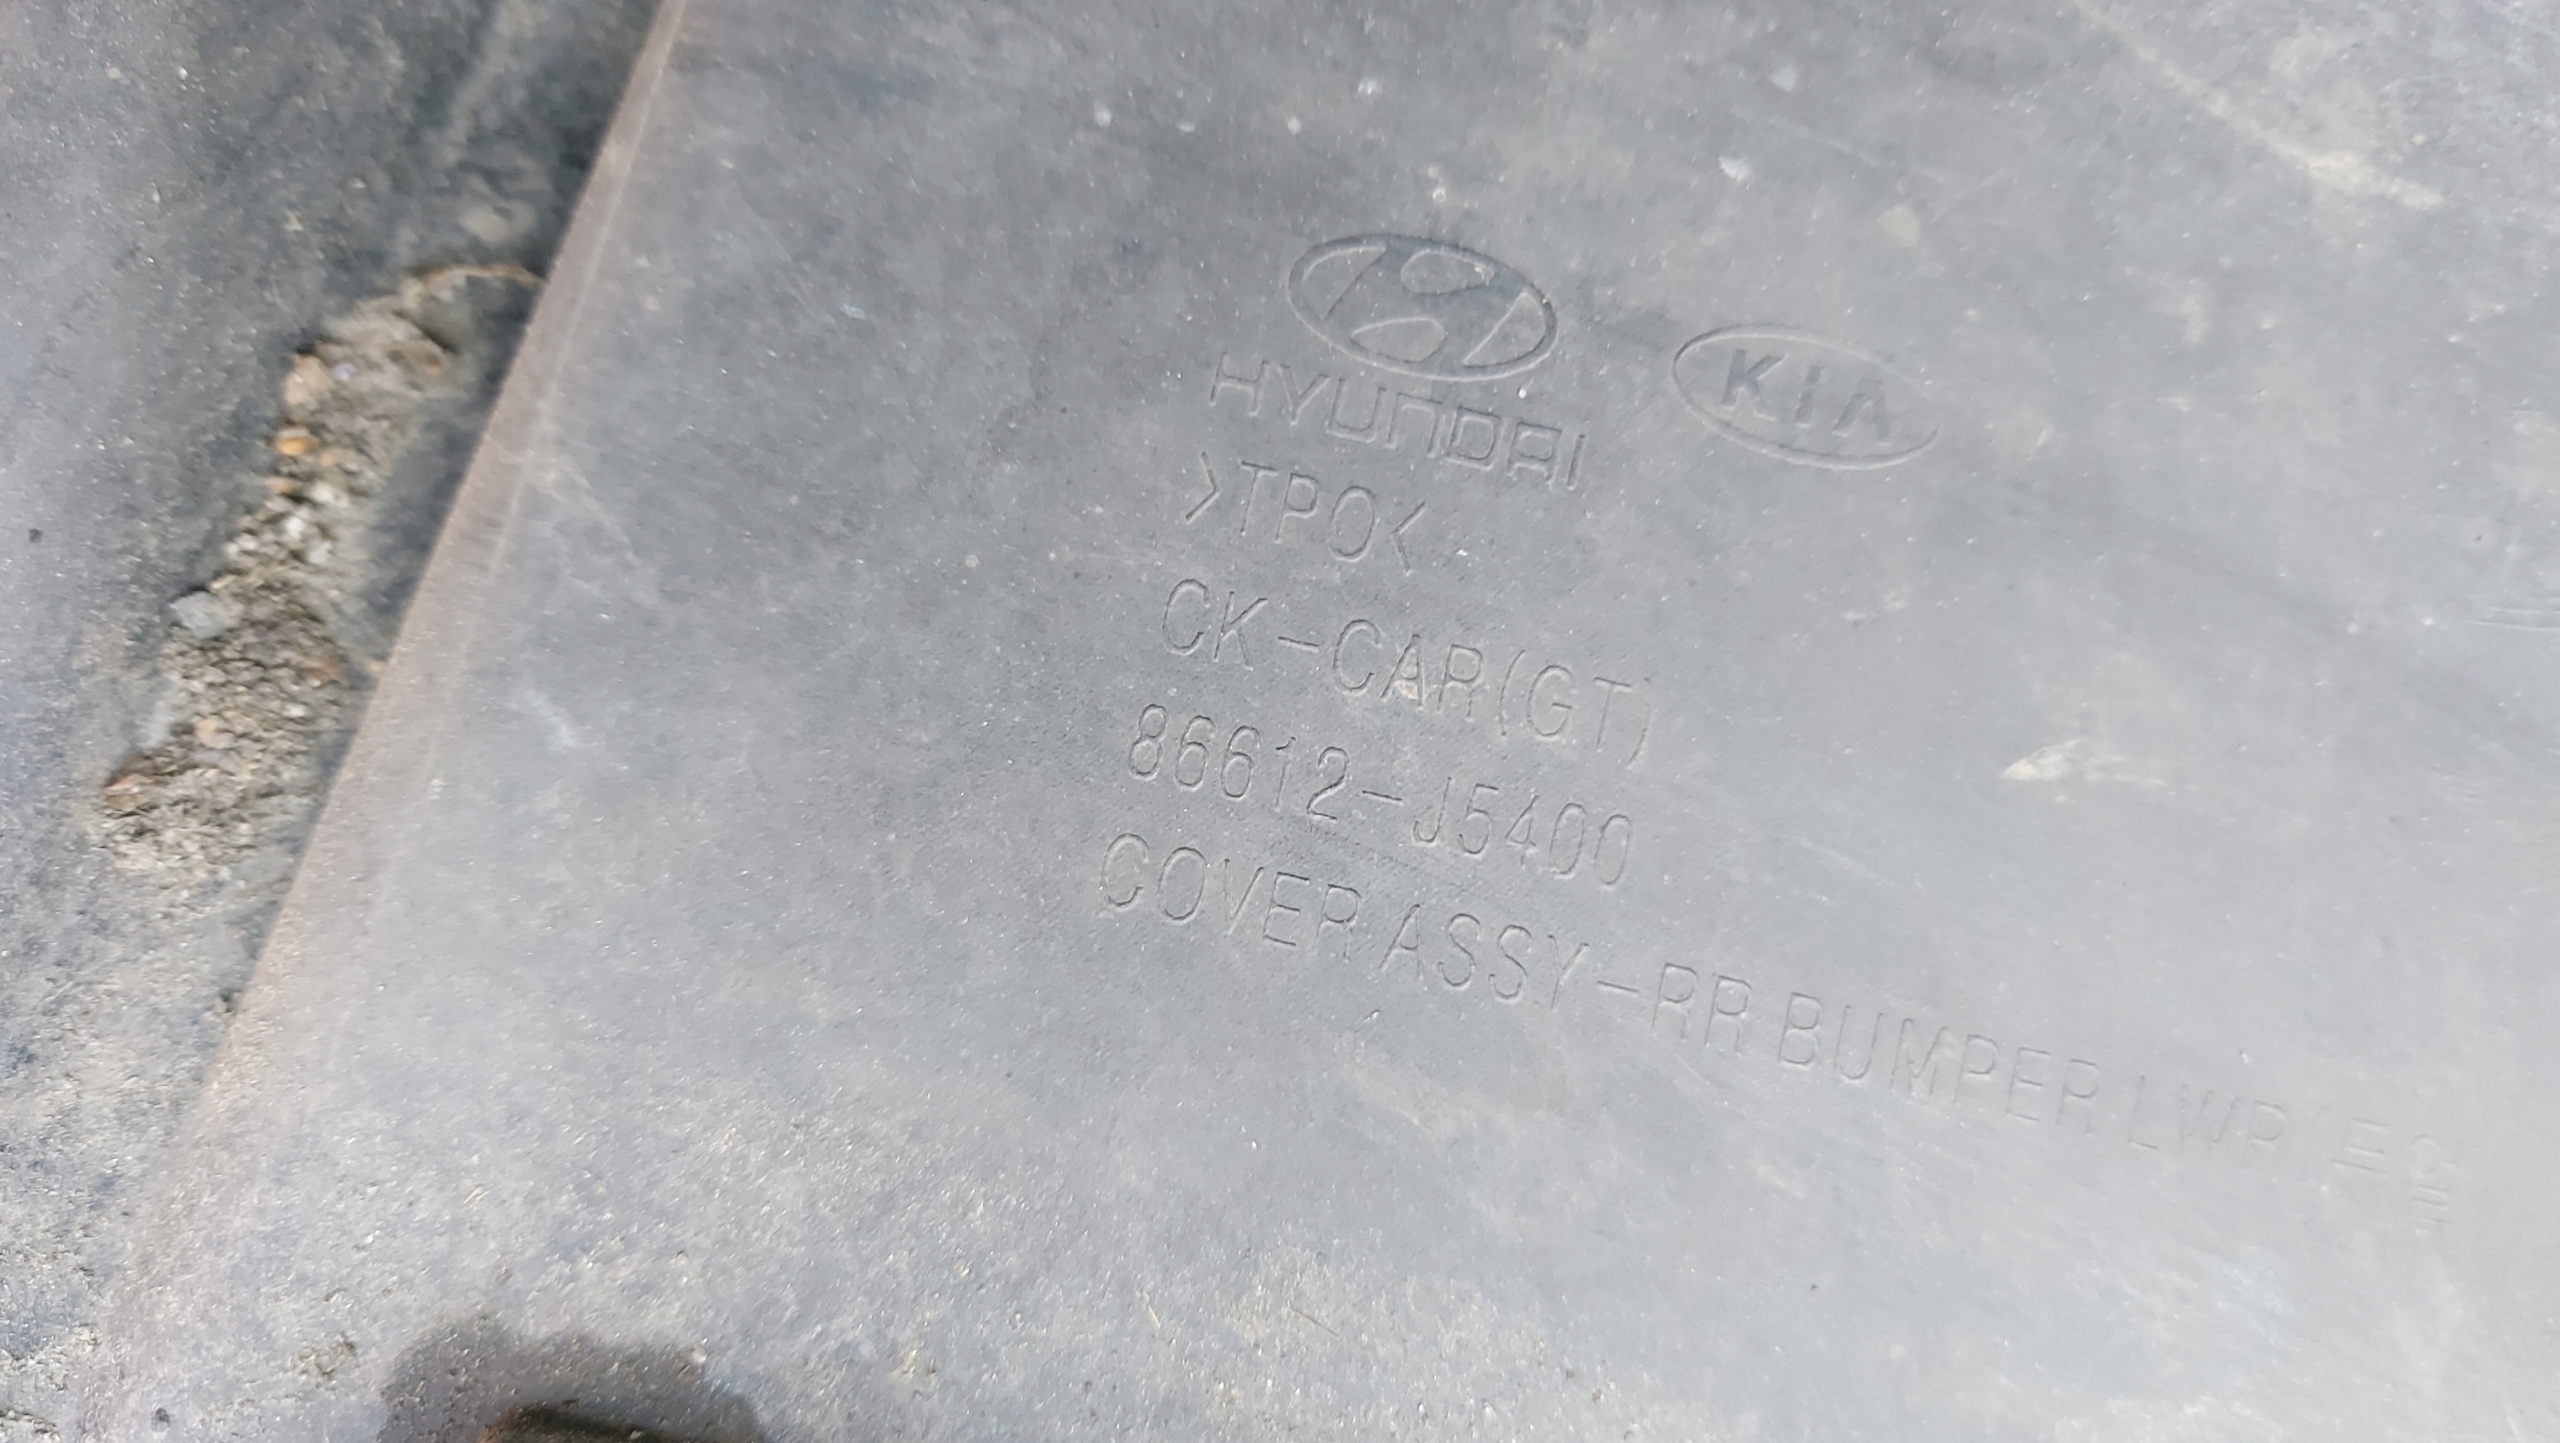 HYUNDAI
KIA
>TPO<
CK-CAR(GT)
86612-J5400
COVER ASSY-RR BUMPER LWR